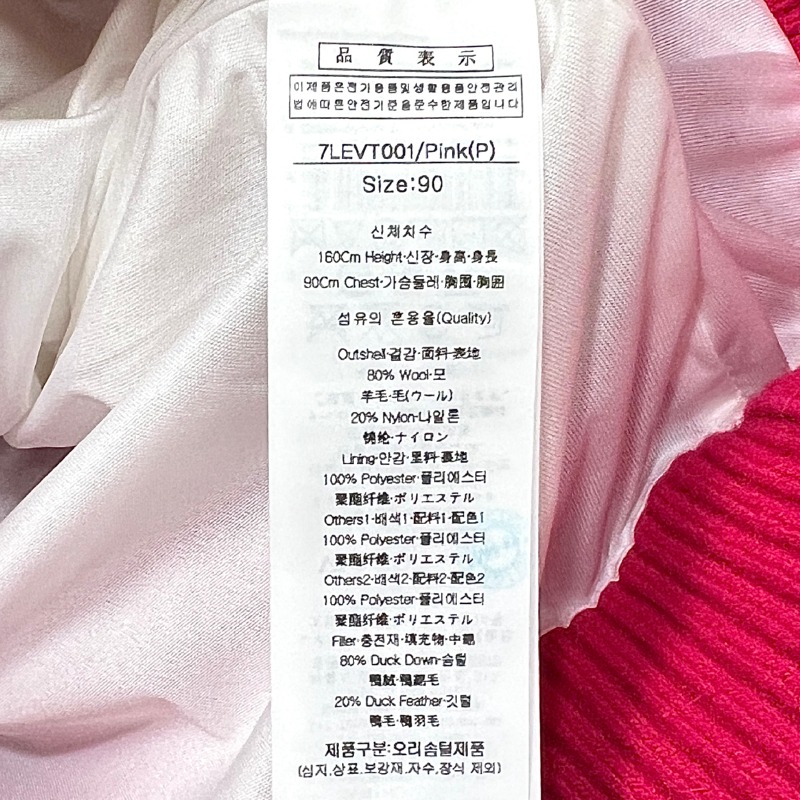 品質表示
이제품은전기용품및생활용품안전관리
법에따른안전기준을준수한제품입니다
7LEVT001/Pink(P)
Size:90
신체치수
160Cm Height·신장·身高·身長
90Cm Chest·가슴둘레·胸围·胸囲
섬유의 혼용율(Quality)
Outshell·겉감·面料·表地
80% Wool·모
羊毛·毛(ウール)
20% Nylon·나일론
锦纶·ナイロン
Lining·안감·里料·裏地
100% Polyester·폴리에스터
聚酯纤维·ポリエステル
Others1·배색1·配料1·配色1
100% Polyester·폴리에스터
聚酯纤维·ポリエステル
Others2·배색2·配料2·配色2
100% Polyester·폴리에스터
聚酯纤维·ポリエステル
Filler·충전재·填充物·中綿
80% Duck Down·솜털
鸭绒·鴨毛
20% Duck Feather·깃털
鸭毛·鴨羽毛
제품구분:오리솜털제품
(심지,상표,보강재,자수,장식 제외)